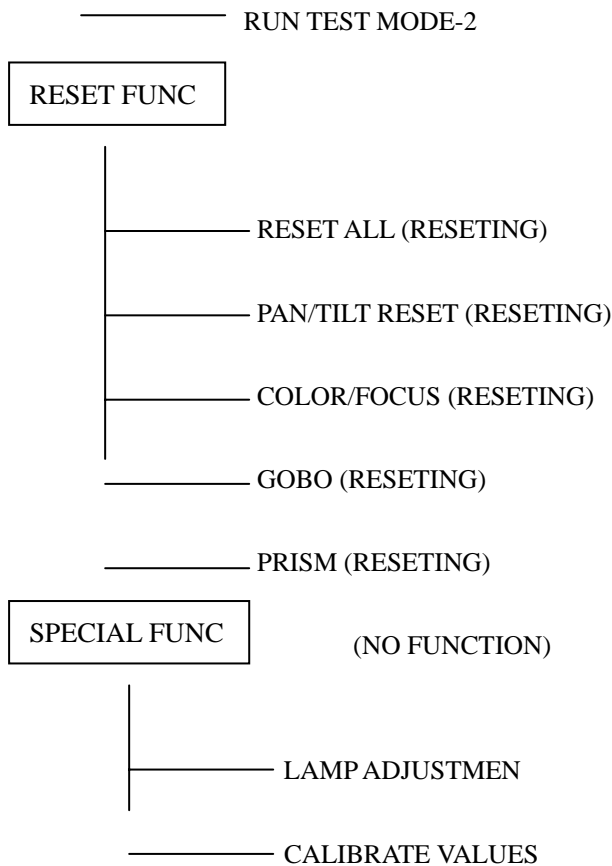 RUN TEST MODE-2
RESET FUNC
RESET ALL (RESETING)
PAN/TILT RESET (RESETING)
COLOR/FOCUS (RESETING)
GOBO (RESETING)
PRISM (RESETING)
SPECIAL FUNC (NO FUNCTION)
LAMP ADJUSTMEN
CALIBRATE VALUES